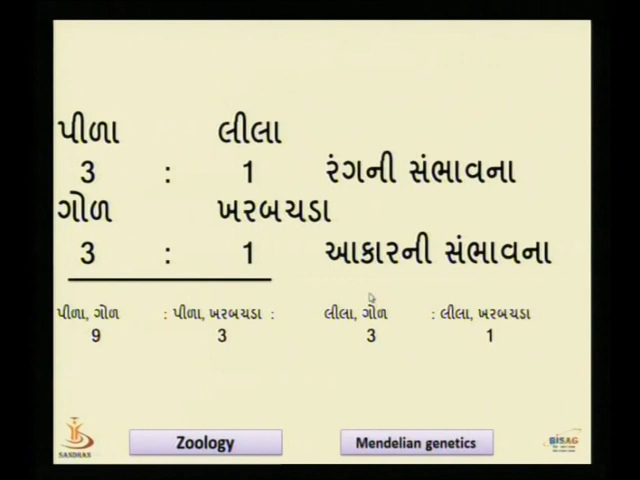 પીળા લીલા
3 : 1 રંગની સંભાવના
ગોળ ખરબચડા
3 : 1 આકારની સંભાવના
પીળા, ગોળ : પીળા, ખરબચડા : લીલા, ગોળ : લીલા, ખરબચડા
9 3 3 1
SANDHAN Zoology Mendelian genetics BISAG